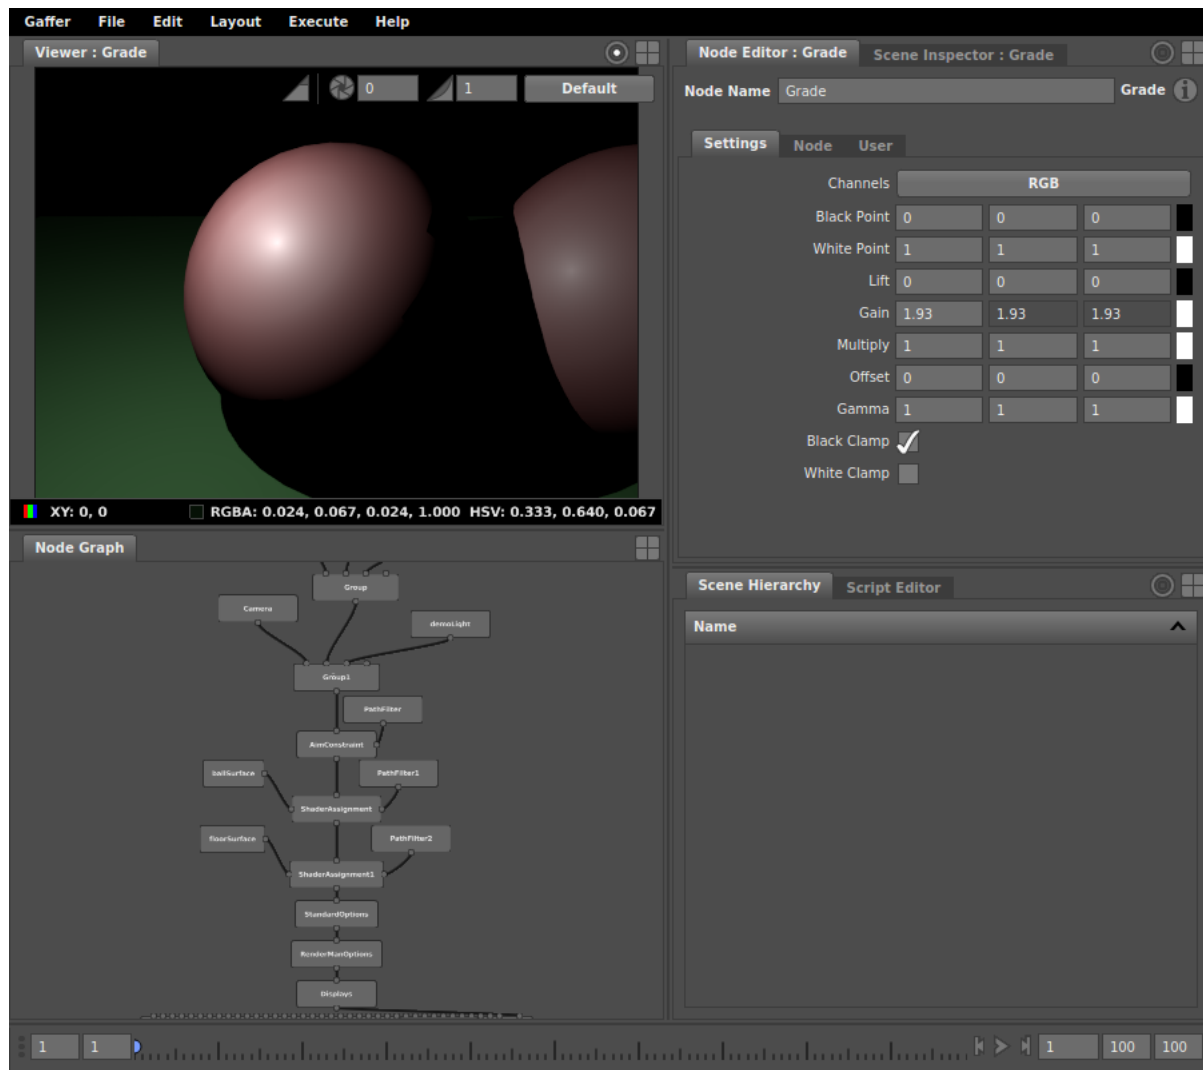 Gaffer File Edit Layout Execute Help
Viewer : Grade
0 1 Default
XY: 0, 0 RGBA: 0.024, 0.067, 0.024, 1.000 HSV: 0.333, 0.640, 0.067
Node Graph
Group
Camera
demoLight
Group1
PathFilter
AimConstraint
ballSurface PathFilter1
ShaderAssignment
floorSurface PathFilter2
ShaderAssignment1
StandardOptions
RenderManOptions
Displays
Node Editor : Grade Scene Inspector : Grade
Node Name Grade Grade
Settings Node User
Channels RGB
Black Point 0 0 0
White Point 1 1 1
Lift 0 0 0
Gain 1.93 1.93 1.93
Multiply 1 1 1
Offset 0 0 0
Gamma 1 1 1
Black Clamp
White Clamp
Scene Hierarchy Script Editor
Name
1 1 1 100 100